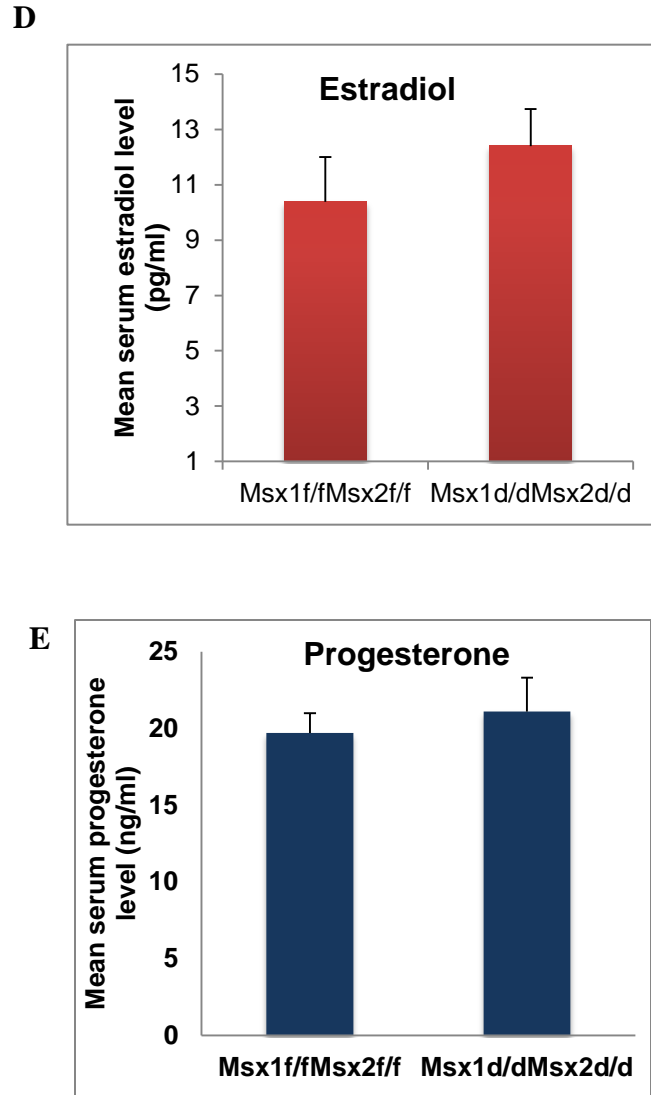 D
Estradiol
Mean serum estradiol level
(pg/ml)
15
13
11
9
7
5
3
1
Msx1f/fMsx2f/f Msx1d/dMsx2d/d
E
Progesterone
Mean serum progesterone
level (ng/ml)
25
20
15
10
5
0
Msx1f/fMsx2f/f Msx1d/dMsx2d/d